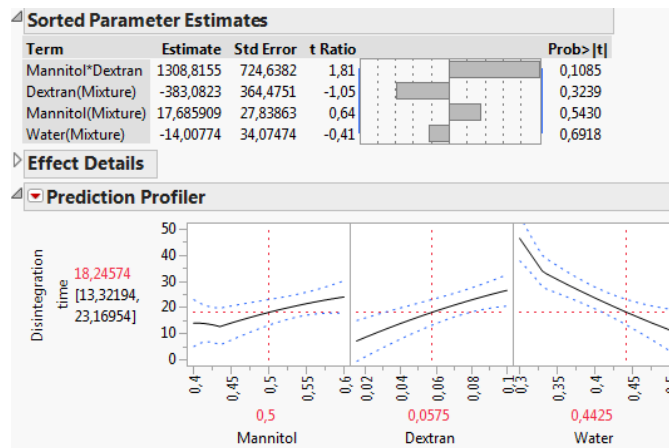 Sorted Parameter Estimates
Term Estimate Std Error t Ratio Prob>|t|
Mannitol*Dextran 1308,8155 724,6382 1,81 0,1085
Dextran(Mixture) -383,0823 364,4751 -1,05 0,3239
Mannitol(Mixture) 17,685909 27,83863 0,64 0,5430
Water(Mixture) -14,00774 34,07474 -0,41 0,6918
Effect Details
Prediction Profiler
Disintegration
time
18,24574
[13,32194,
23,16954]
50
40
30
20
10
0
0,4 0,45 0,5 0,55 0,6 0,02 0,04 0,06 0,08 0,1 0,3 0,35 0,4 0,45 0,5
0,5 0,0575 0,4425
Mannitol Dextran Water